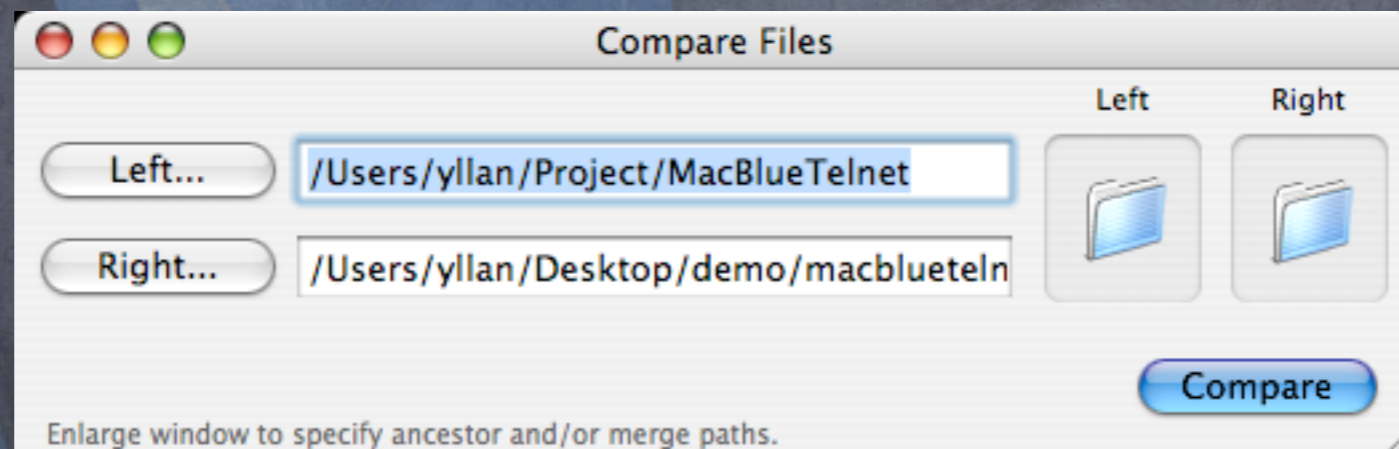 Compare Files
Left Right
Left... /Users/yllan/Project/MacBlueTelnet
Right... /Users/yllan/Desktop/demo/macblueteln
Compare
Enlarge window to specify ancestor and/or merge paths.